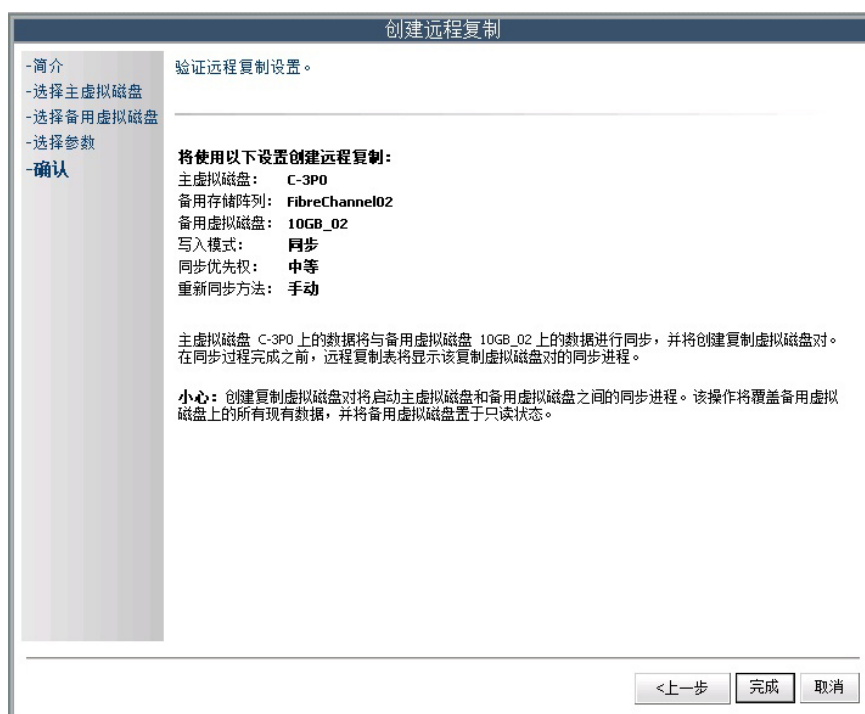 创建远程复制
-简介
-选择主虚拟磁盘
-选择备用虚拟磁盘
-选择参数
-确认
验证远程复制设置。
将使用以下设置创建远程复制：
主虚拟磁盘： C-3PO
备用存储阵列： FibreChannel02
备用虚拟磁盘： 10GB_02
写入模式： 同步
同步优先权： 中等
重新同步方法： 手动
主虚拟磁盘 C-3PO 上的数据将与备用虚拟磁盘 10GB_02 上的数据进行同步，并将创建复制虚拟磁盘对。
在同步过程完成之前，远程复制表将显示该复制虚拟磁盘对的同步进程。
小心：创建复制虚拟磁盘对将启动主虚拟磁盘和备用虚拟磁盘之间的同步进程。该操作将覆盖备用虚拟
磁盘上的所有现有数据，并将备用虚拟磁盘置于只读状态。
<上一步
完成
取消